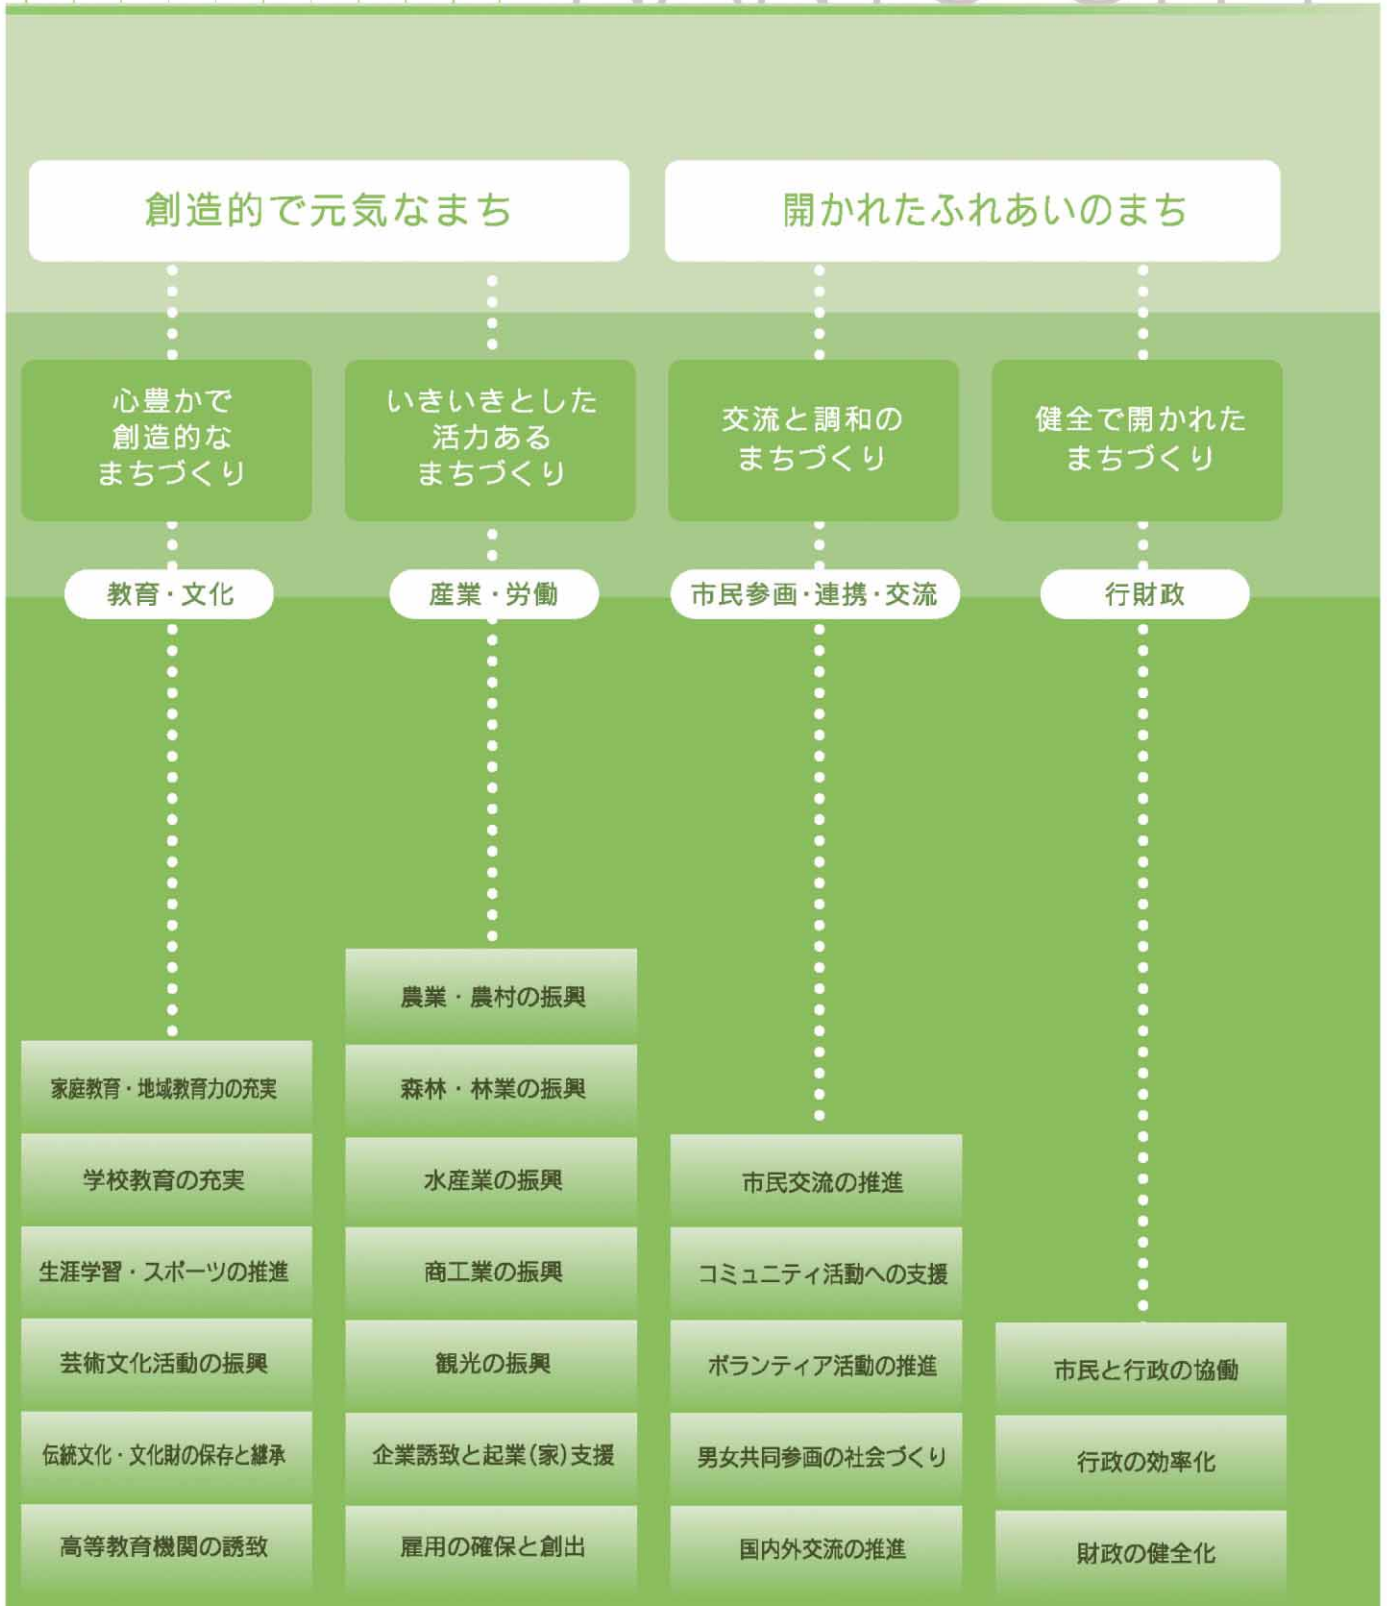 創造的で元気なまち
開かれたふれあいのまち
心豊かで
創造的な
まちづくり
いきいきとした
活力ある
まちづくり
交流と調和の
まちづくり
健全で開かれた
まちづくり
教育・文化
産業・労働
市民参画・連携・交流
行財政
家庭教育・地域教育力の充実
学校教育の充実
生涯学習・スポーツの推進
芸術文化活動の振興
伝統文化・文化財の保存と継承
高等教育機関の誘致
農業・農村の振興
森林・林業の振興
水産業の振興
商工業の振興
観光の振興
企業誘致と起業(家)支援
雇用の確保と創出
市民交流の推進
コミュニティ活動への支援
ボランティア活動の推進
男女共同参画の社会づくり
国内外交流の推進
市民と行政の協働
行政の効率化
財政の健全化